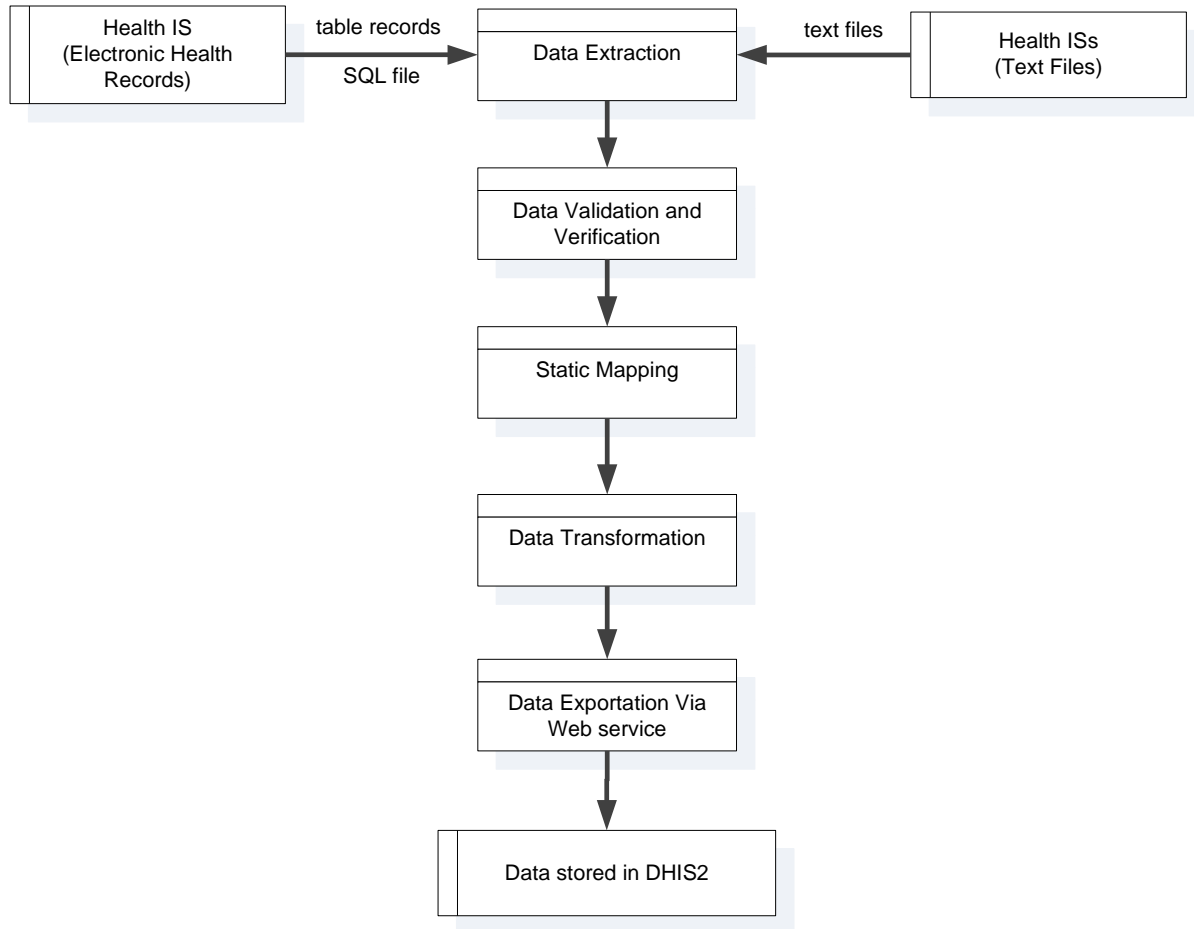 Health IS
(Electronic Health
Records)
table records
SQL file
Data Extraction
text files
Health ISs
(Text Files)
Data Validation and
Verification
Static Mapping
Data Transformation
Data Exportation Via
Web service
Data stored in DHIS2